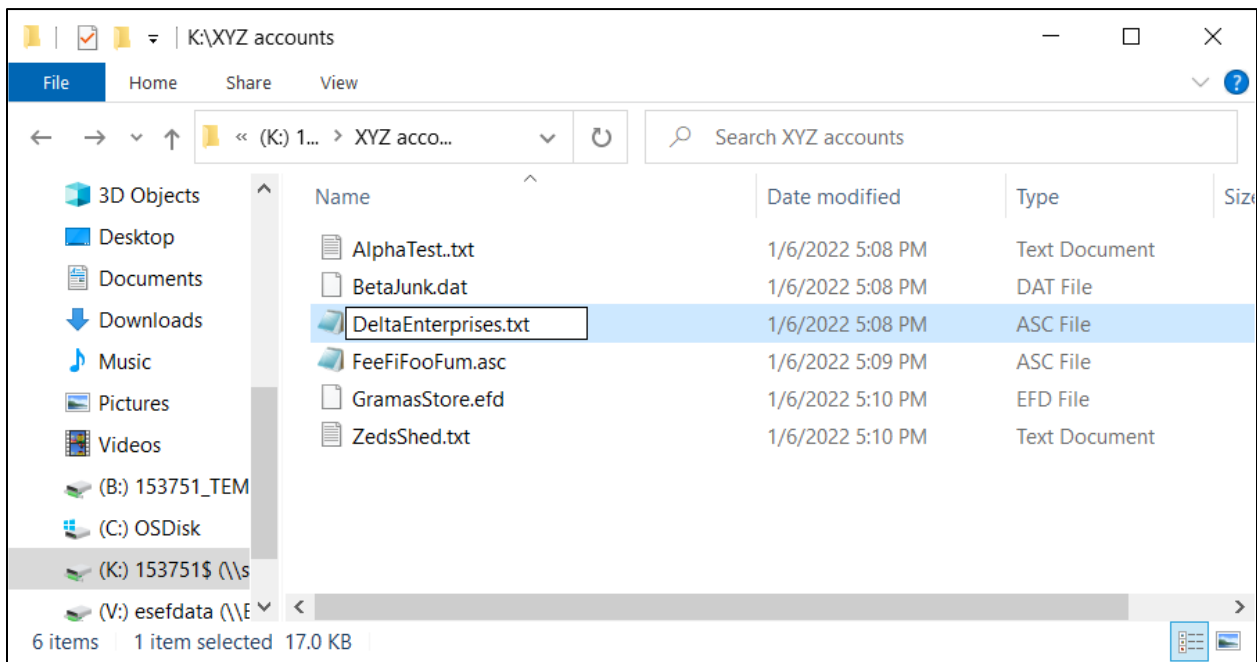 K:\XYZ accounts
File Home Share View ?
« (K:) 1... > XYZ acco... Search XYZ accounts
3D Objects
Desktop
Documents
Downloads
Music
Pictures
Videos
(B:) 153751_TEM
(C:) OSDisk
(K:) 153751$ (\\s
(V:) esefdata (\\E
Name Date modified Type Size
AlphaTest..txt 1/6/2022 5:08 PM Text Document
BetaJunk.dat 1/6/2022 5:08 PM DAT File
DeltaEnterprises.txt 1/6/2022 5:08 PM ASC File
FeeFiFooFum.asc 1/6/2022 5:09 PM ASC File
GramasStore.efd 1/6/2022 5:10 PM EFD File
ZedsShed.txt 1/6/2022 5:10 PM Text Document
6 items 1 item selected 17.0 KB